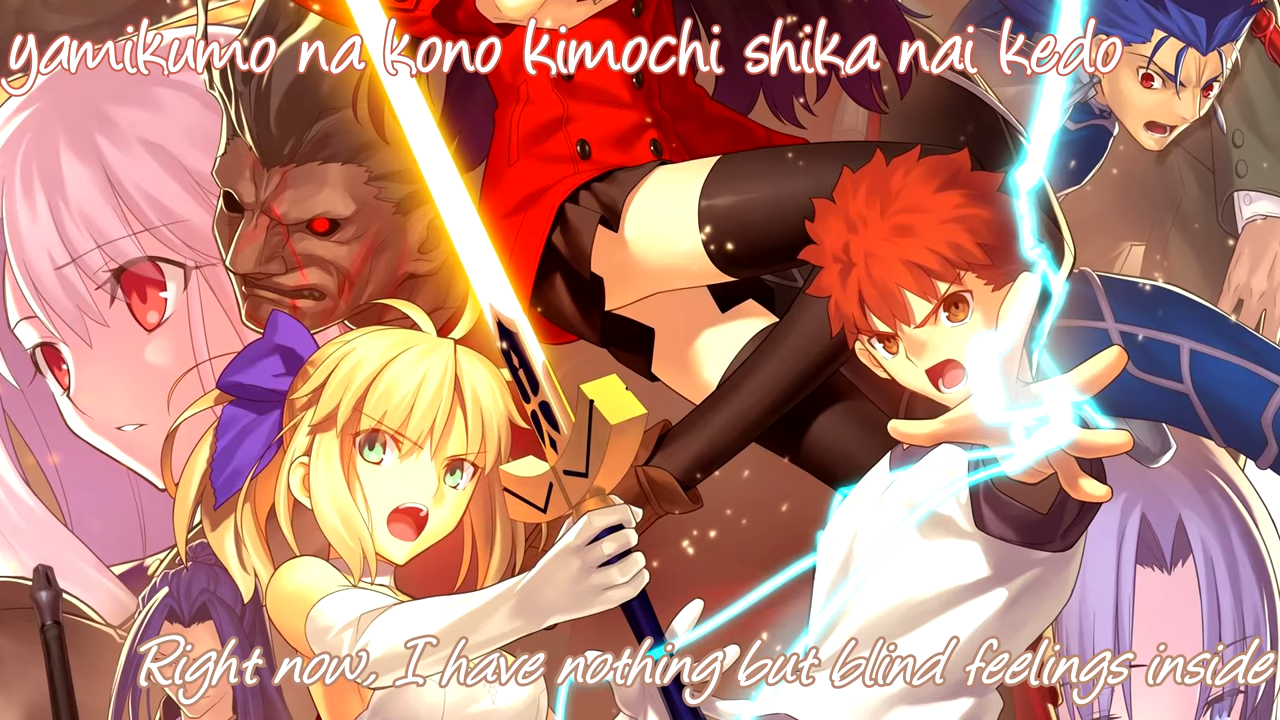 yamikumo na kono kimochi shika nai kedo
Right now, I have nothing but blind feelings inside